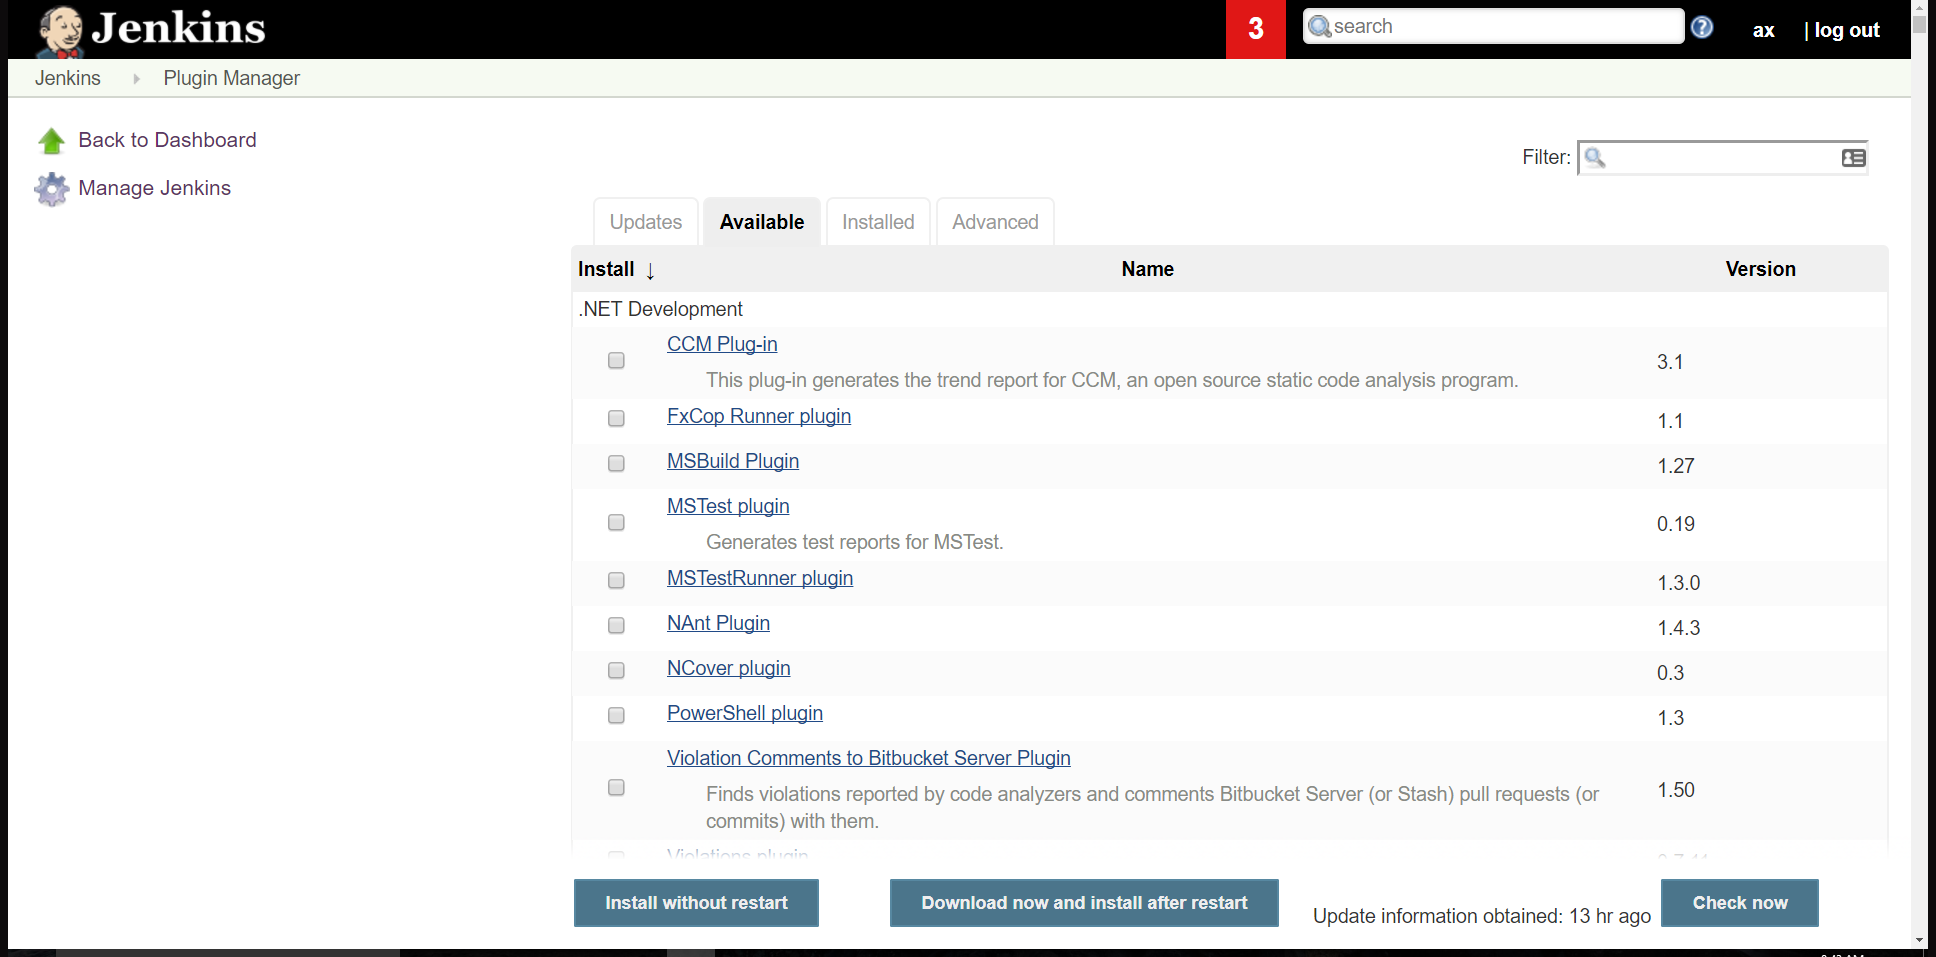 Jenkins
3
search
ax
| log out
Jenkins
Plugin Manager
Back to Dashboard
Manage Jenkins
Filter:
Updates
Available
Installed
Advanced
Install ↓
Name
Version
.NET Development
CCM Plug-in
This plug-in generates the trend report for CCM, an open source static code analysis program.
3.1
FxCop Runner plugin
1.1
MSBuild Plugin
1.27
MSTest plugin
Generates test reports for MSTest.
0.19
MSTestRunner plugin
1.3.0
NAnt Plugin
1.4.3
NCover plugin
0.3
PowerShell plugin
1.3
Violation Comments to Bitbucket Server Plugin
Finds violations reported by code analyzers and comments Bitbucket Server (or Stash) pull requests (or
commits) with them.
1.50
Violations plugin
Install without restart
Download now and install after restart
Update information obtained: 13 hr ago
Check now